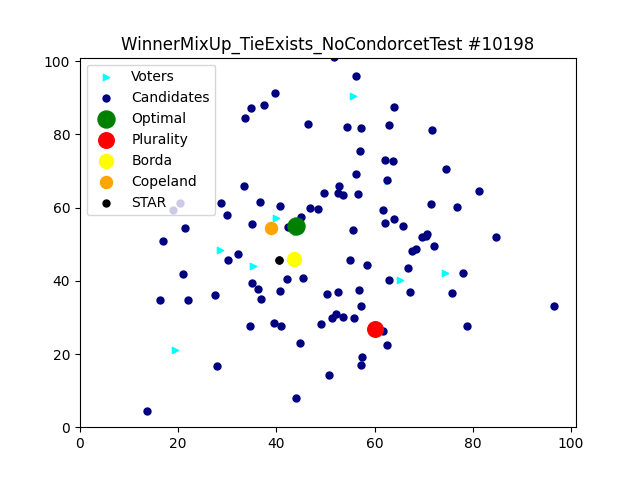 WinnerMixUp_TieExists_NoCondorcetTest #10198
Voters
Candidates
Optimal
Plurality
Borda
Copeland
STAR
100
80
60
40
20
0
0 20 40 60 80 100